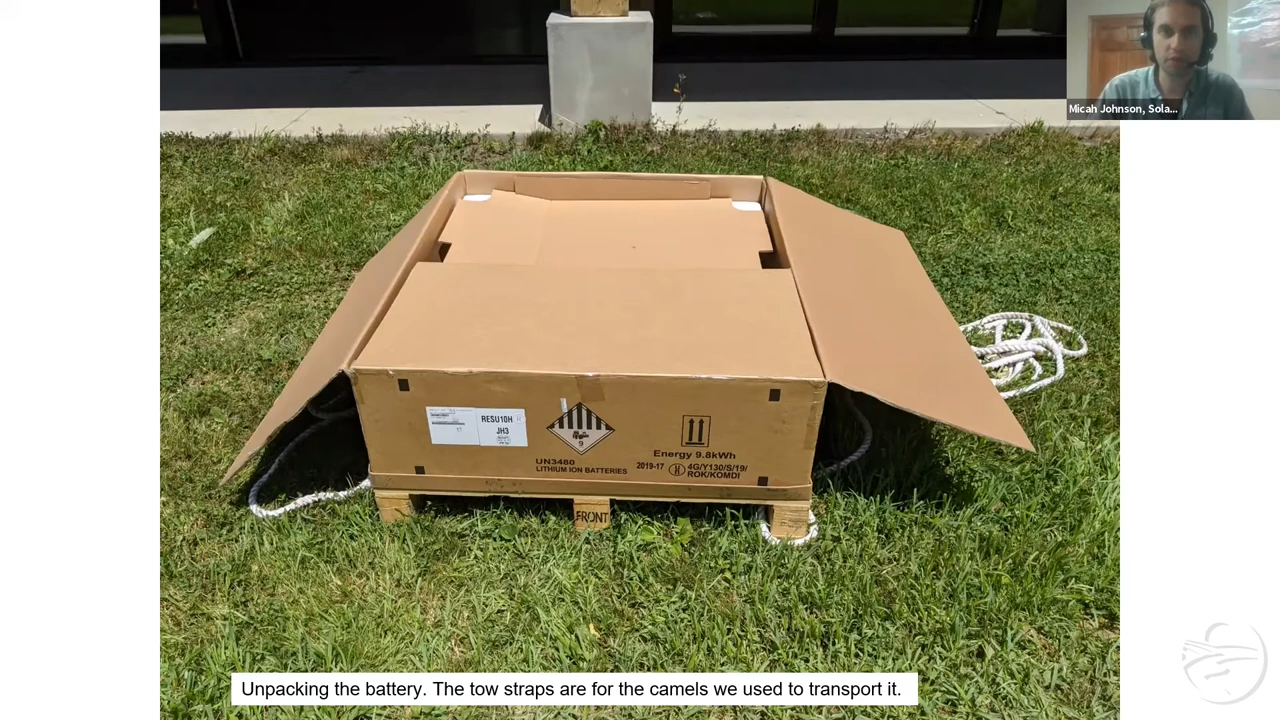 Micah Johnson, Sola...
RESU10H
JH3
9
UN3480
LITHIUM ION BATTERIES
Energy 9.8kWh
2019-17
4G/Y130/S/19/
ROK/KOMDI
FRONT
Unpacking the battery. The tow straps are for the camels we used to transport it.